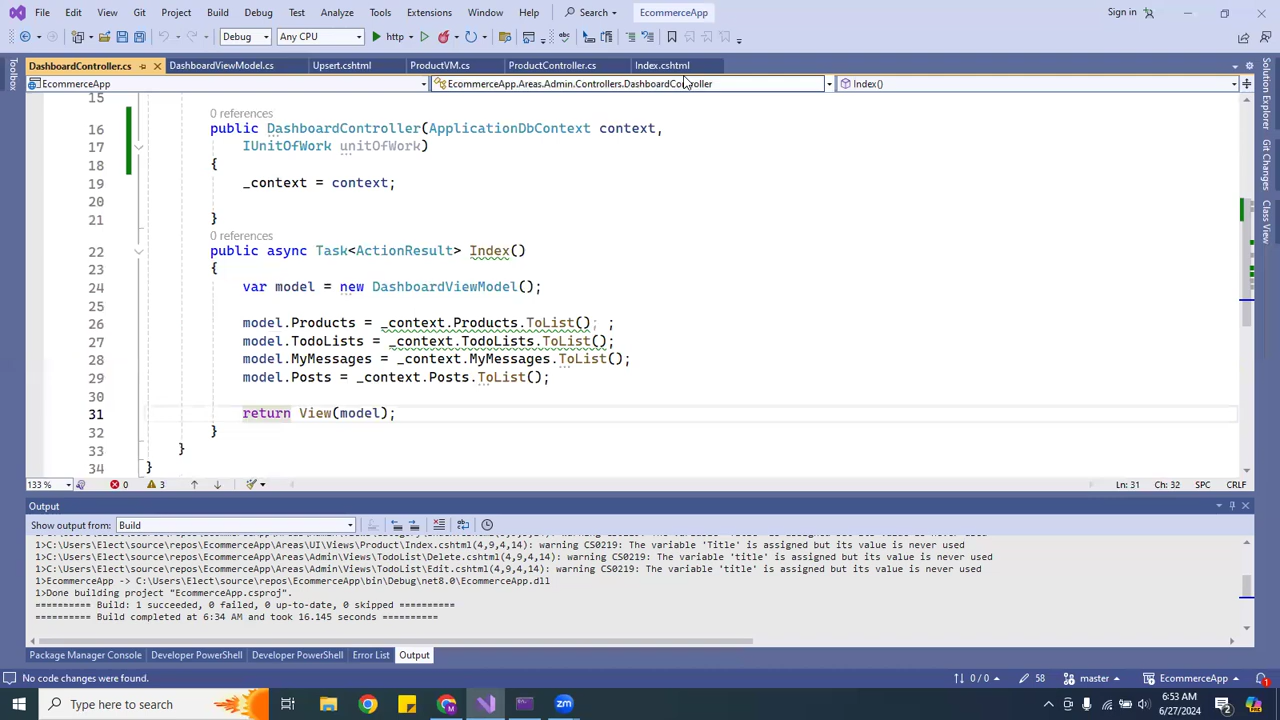 File Edit View Git Project Build Debug Test Analyze Tools Extensions Window Help Search EcommerceApp Sign in
Debug Any CPU http
DashboardController.cs DashboardViewModel.cs Upsert.cshtml ProductVM.cs ProductController.cs Index.cshtml
EcommerceApp EcommerceApp.Areas.Admin.Controllers.DashboardController Index()
15
0 references
16 public DashboardController(ApplicationDbContext context,
17 IUnitOfWork unitOfWork)
18 {
19 _context = context;
20
21 }
0 references
22 public async Task<ActionResult> Index()
23 {
24 var model = new DashboardViewModel();
25
26 model.Products = _context.Products.ToList(); ;
27 model.TodoLists = _context.TodoLists.ToList();
28 model.MyMessages = _context.MyMessages.ToList();
29 model.Posts = _context.Posts.ToList();
30
31 return View(model);
32 }
33 }
34 }
133 % 0 3 Ln: 31 Ch: 32 SPC CRLF
Output
Show output from: Build
1>C:\Users\Elect\source\repos\EcommerceApp\Areas\UI\Views\Product\Index.cshtml(4,9,4,14): warning CS0219: The variable 'Title' is assigned but its value is never used
1>C:\Users\Elect\source\repos\EcommerceApp\Areas\Admin\Views\TodoList\Delete.cshtml(4,9,4,14): warning CS0219: The variable 'title' is assigned but its value is never used
1>C:\Users\Elect\source\repos\EcommerceApp\Areas\Admin\Views\TodoList\Edit.cshtml(4,9,4,14): warning CS0219: The variable 'title' is assigned but its value is never used
1>EcommerceApp -> C:\Users\Elect\source\repos\EcommerceApp\bin\Debug\net8.0\EcommerceApp.dll
1>Done building project "EcommerceApp.csproj".
========== Build: 1 succeeded, 0 failed, 0 up-to-date, 0 skipped ==========
========== Build completed at 6:34 AM and took 16.145 seconds ==========
Package Manager Console Developer PowerShell Developer PowerShell Error List Output
No code changes were found. 0 / 0 58 master EcommerceApp 1
Type here to search 6:53 AM
6/27/2024 2
Toolbox
Solution Explorer
Git Changes
Class View